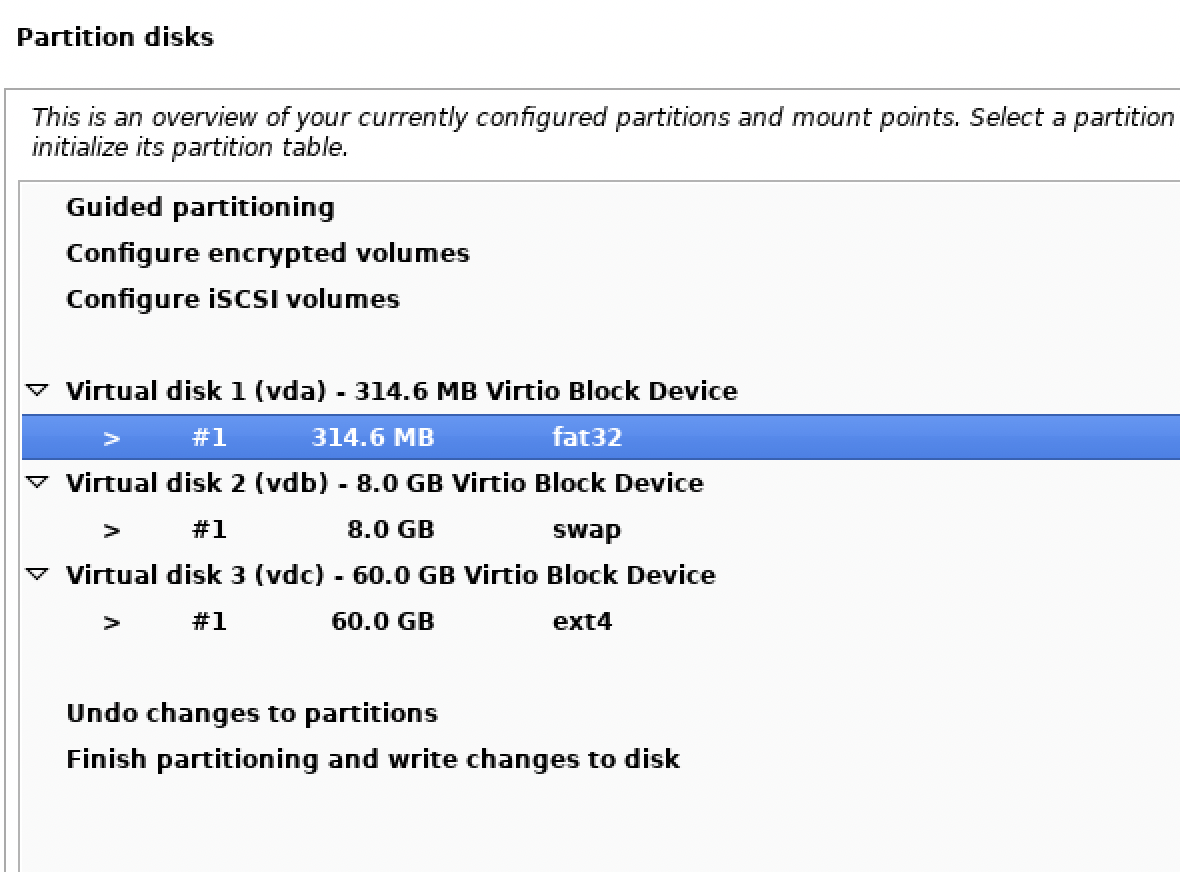 Partition disks
This is an overview of your currently configured partitions and mount points. Select a partition
initialize its partition table.
Guided partitioning
Configure encrypted volumes
Configure iSCSI volumes
Virtual disk 1 (vda) - 314.6 MB Virtio Block Device
> #1 314.6 MB fat32
Virtual disk 2 (vdb) - 8.0 GB Virtio Block Device
> #1 8.0 GB swap
Virtual disk 3 (vdc) - 60.0 GB Virtio Block Device
> #1 60.0 GB ext4
Undo changes to partitions
Finish partitioning and write changes to disk